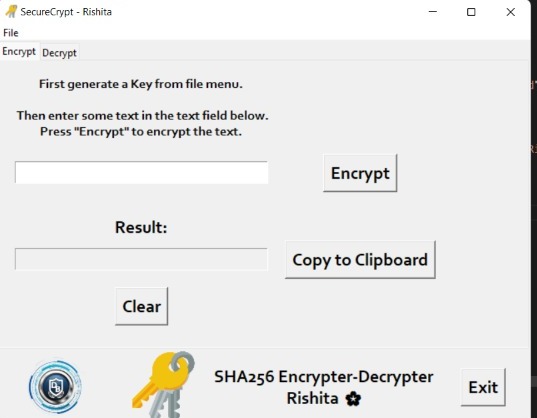 SecureCrypt - Rishita
File
Encrypt Decrypt
First generate a Key from file menu.
Then enter some text in the text field below.
Press "Encrypt" to encrypt the text.
Encrypt
Result:
Copy to Clipboard
Clear
SHA256 Encrypter-Decrypter
Rishita
Exit